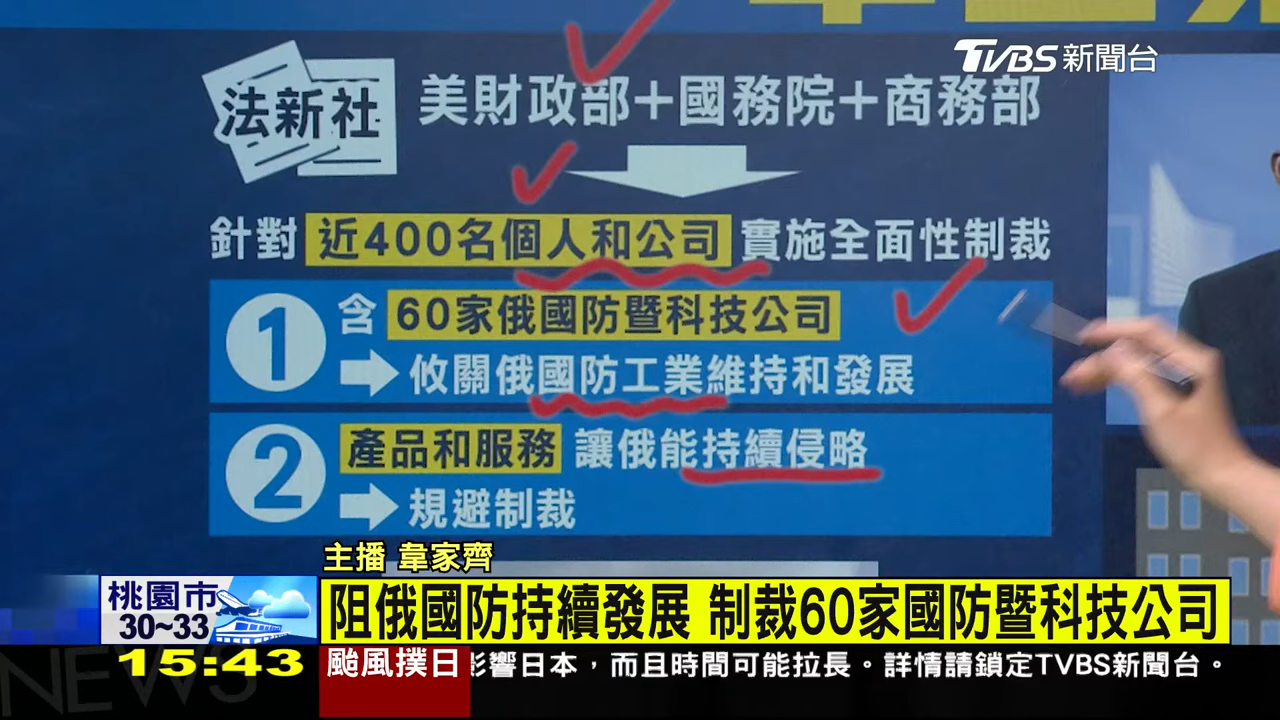 TVBS新聞台
法新社
美財政部+國務院+商務部
針對 近400名個人和公司 實施全面性制裁
1 含 60家俄國防暨科技公司
攸關俄國防工業維持和發展
2 產品和服務 讓俄能持續侵略
規避制裁
主播 韋家齊
桃園市
30~33
阻俄國防持續發展 制裁60家國防暨科技公司
15:43
颱風撲日 影響日本，而且時間可能拉長。詳情請鎖定TVBS新聞台。
NEWS